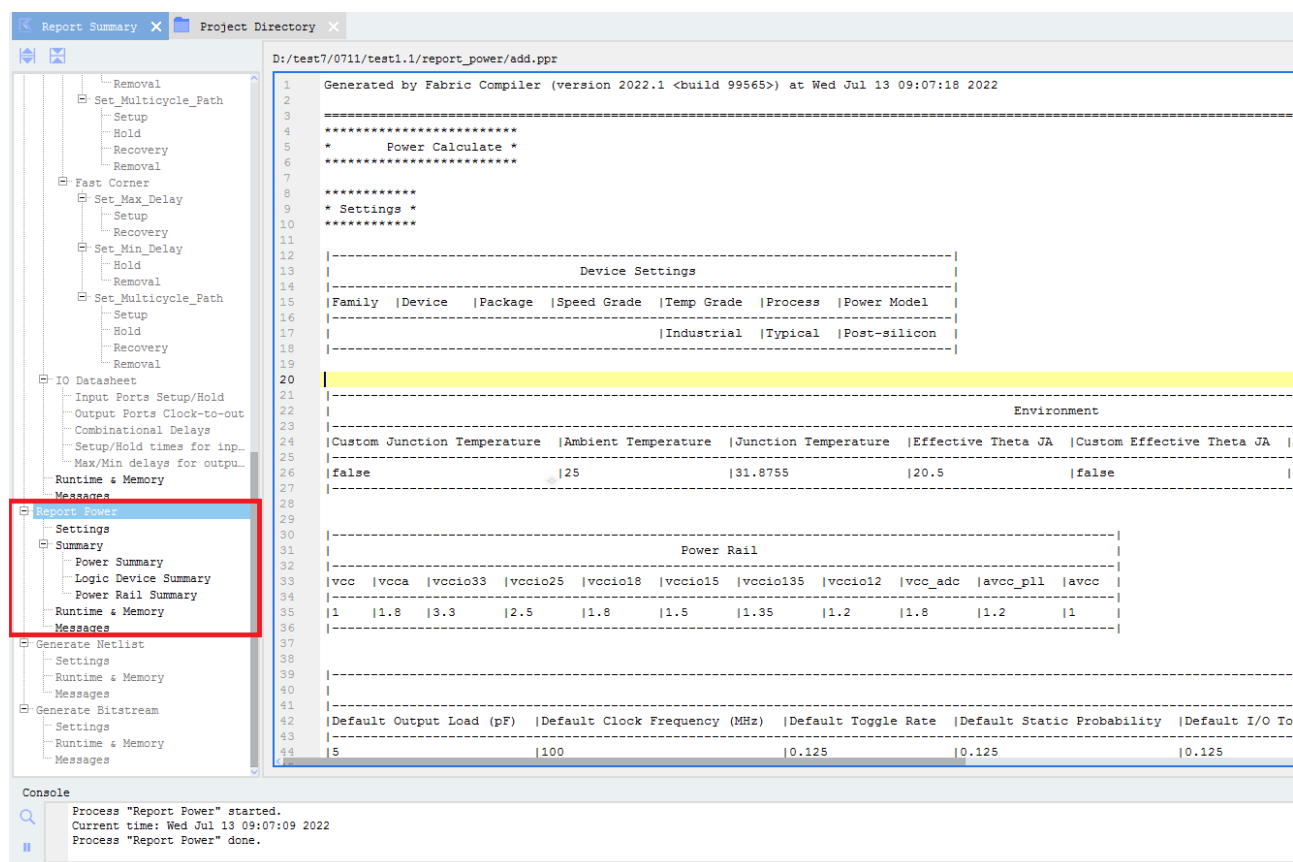 Report Summary
Project Directory
D:/test7/0711/test1.1/report_power/add.ppr
Removal
Set_Multicycle_Path
Setup
Hold
Recovery
Removal
Fast Corner
Set_Max_Delay
Setup
Recovery
Set_Min_Delay
Hold
Removal
Set_Multicycle_Path
Setup
Hold
Recovery
Removal
IO Datasheet
Input Ports Setup/Hold
Output Ports Clock-to-out
Combinational Delays
Setup/Hold times for inp…
Max/Min delays for outpu…
Runtime & Memory
Messages
Report Power
Settings
Summary
Power Summary
Logic Device Summary
Power Rail Summary
Runtime & Memory
Messages
Generate Netlist
Settings
Runtime & Memory
Messages
Generate Bitstream
Settings
Runtime & Memory
Messages
1 Generated by Fabric Compiler (version 2022.1 <build 99565>) at Wed Jul 13 09:07:18 2022
2
3 ==========
4 *************************
5 * Power Calculate *
6 *************************
7
8 ************
9 * Settings *
10 ************
11
12 |----------|
13 | Device Settings |
14 |----------|
15 |Family |Device |Package |Speed Grade |Temp Grade |Process |Power Model |
16 |----------|
17 | |Industrial |Typical |Post-silicon |
18 |----------|
19
20
21 |----------
22 | Environment
23 |----------
24 |Custom Junction Temperature |Ambient Temperature |Junction Temperature |Effective Theta JA |Custom Effective Theta JA |
25 |----------
26 |false |25 |31.8755 |20.5 |false |
27 |----------
28
29
30 |----------|
31 | Power Rail |
32 |----------|
33 |vcc |vcca |vccio33 |vccio25 |vccio18 |vccio15 |vccio135 |vccio12 |vcc_adc |avcc_pll |avcc |
34 |----------|
35 |1 |1.8 |3.3 |2.5 |1.8 |1.5 |1.35 |1.2 |1.8 |1.2 |1 |
36 |----------|
37
38
39 |----------
40 |
41 |----------
42 |Default Output Load (pF) |Default Clock Frequency (MHz) |Default Toggle Rate |Default Static Probability |Default I/O To
43 |----------
44 |5 |100 |0.125 |0.125 |0.125
Console
Process "Report Power" started.
Current time: Wed Jul 13 09:07:09 2022
Process "Report Power" done.